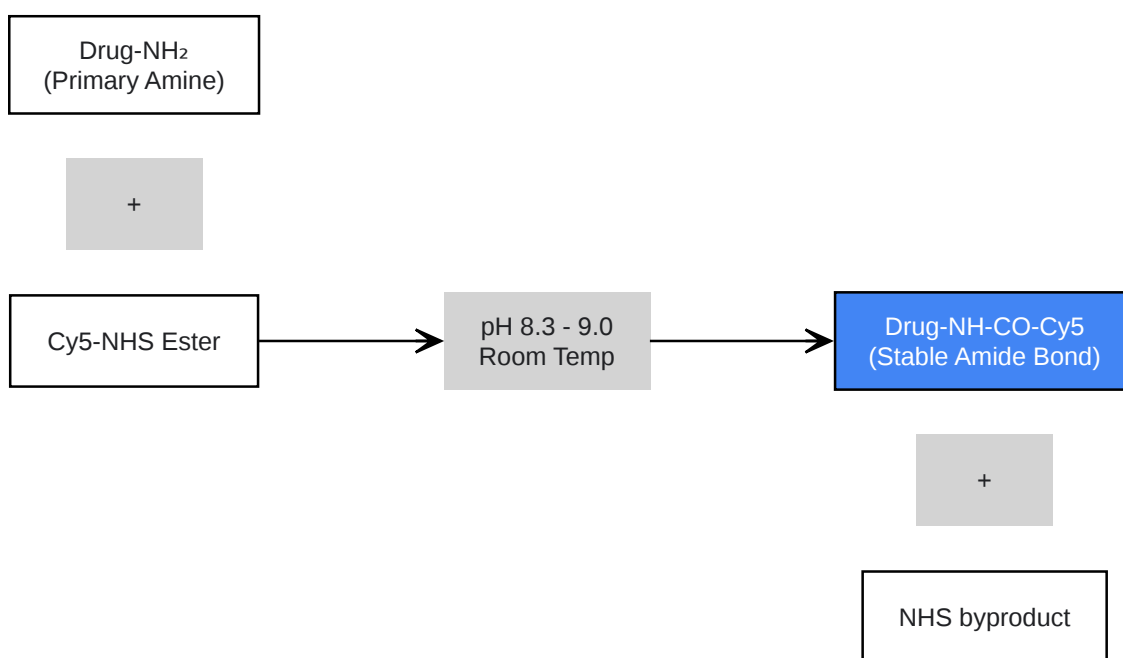 Drug-NH₂
(Primary Amine)
+
Cy5-NHS Ester
pH 8.3 - 9.0
Room Temp
Drug-NH-CO-Cy5
(Stable Amide Bond)
+
NHS byproduct